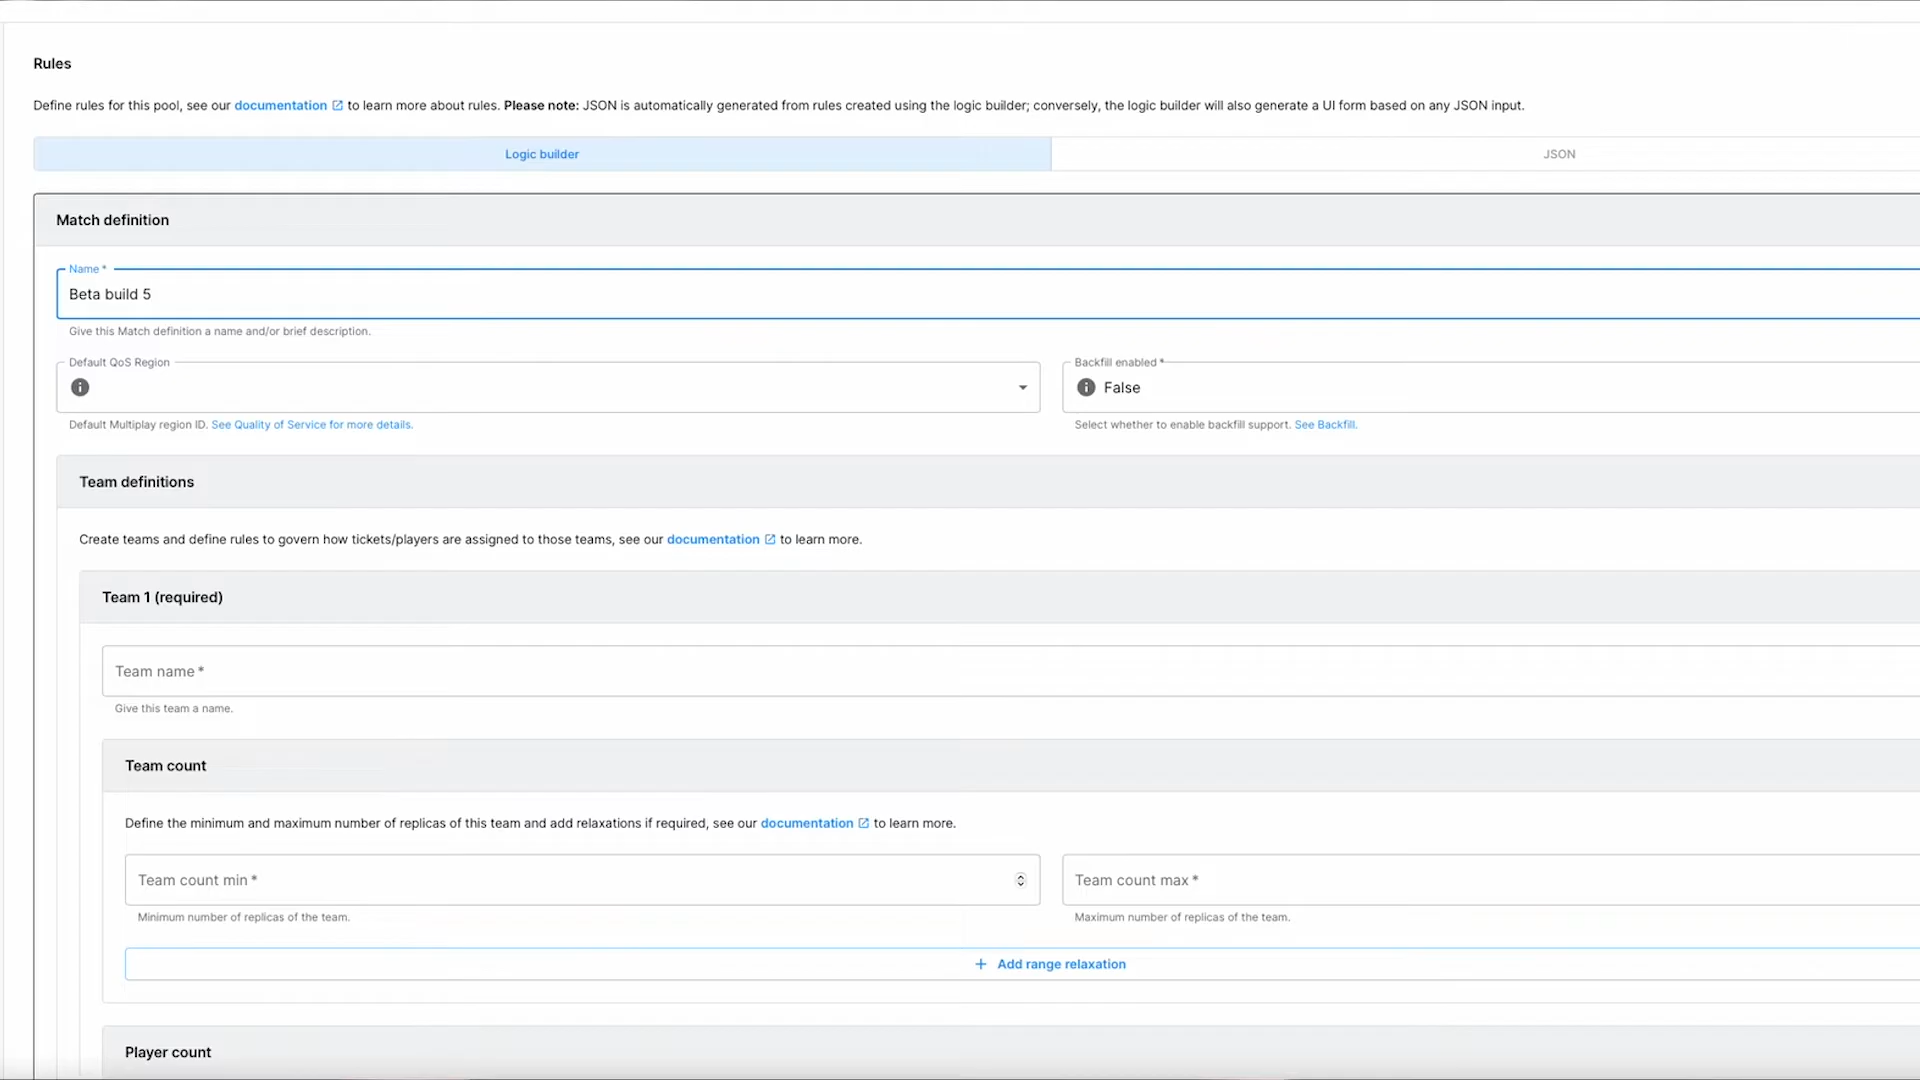 Rules
Define rules for this pool, see our documentation to learn more about rules. Please note: JSON is automatically generated from rules created using the logic builder; conversely, the logic builder will also generate a UI form based on any JSON input.
Logic builder
JSON
Match definition
Name *
Beta build 5
Give this Match definition a name and/or brief description.
Default QoS Region
Backfill enabled *
False
Default Multiplay region ID. See Quality of Service for more details.
Select whether to enable backfill support. See Backfill.
Team definitions
Create teams and define rules to govern how tickets/players are assigned to those teams, see our documentation to learn more.
Team 1 (required)
Team name *
Give this team a name.
Team count
Define the minimum and maximum number of replicas of this team and add relaxations if required, see our documentation to learn more.
Team count min *
Team count max *
Minimum number of replicas of the team.
Maximum number of replicas of the team.
+ Add range relaxation
Player count